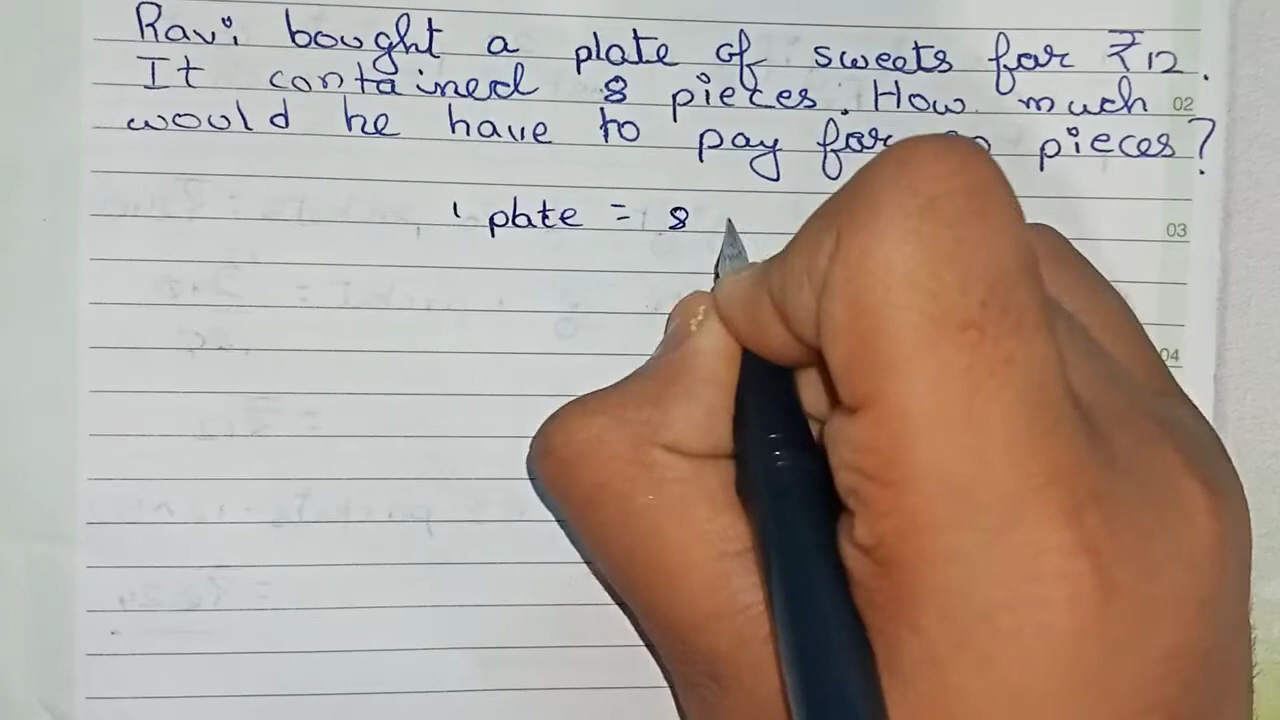 Ravi bought a plate of sweets for ₹12.
It contained 8 pieces. How much 02
would he have to pay for pieces?
1 plate = 8
03
04